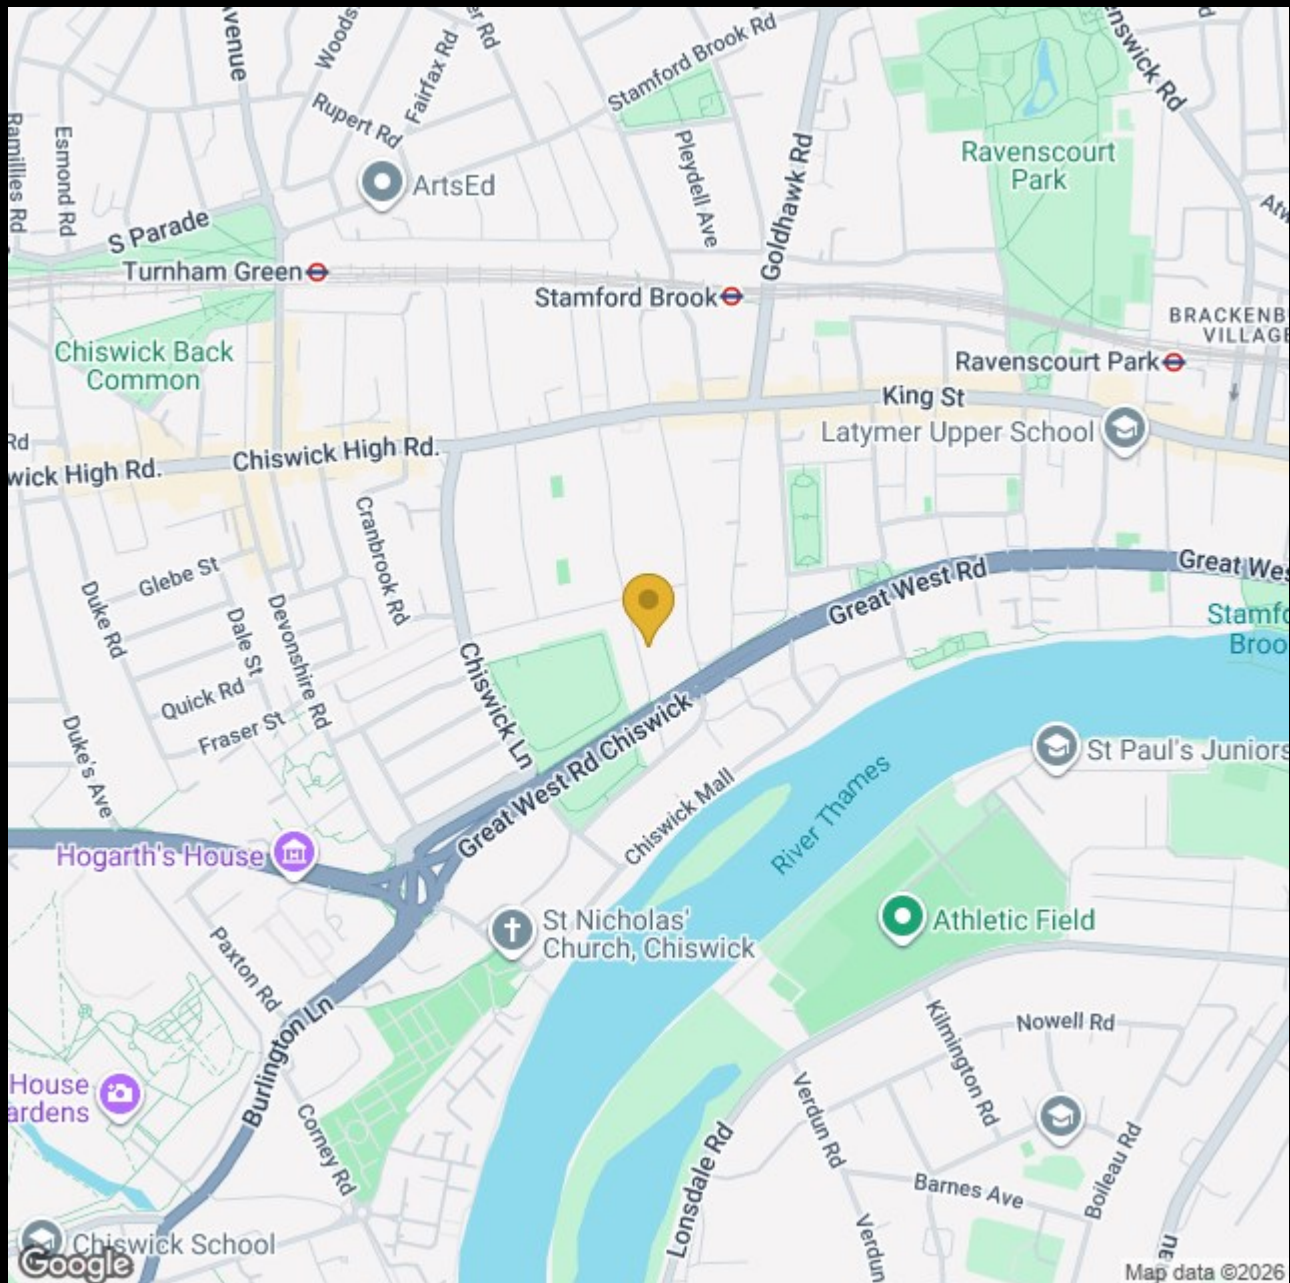 Avenue
Fairfax Rd
Stamford Brook Rd
Rupert Rd
Ramillies Rd
Esmond Rd
ArtsEd
Pleydell Ave
Goldhawk Rd
Ravenscourt
Park
S Parade
Turnham Green
Stamford Brook
BRACKENB
VILLAGE
Chiswick Back
Common
Ravenscourt Park
King St
Latymer Upper School
Rd
wick High Rd.
Chiswick High Rd.
Cranbrook Rd
Glebe St
Duke Rd
Dale St
Devonshire Rd
Great West Rd
Great Wes
Stamfo
Broo
Quick Rd
Fraser St
Chiswick Ln
Duke's Ave
Great West Rd Chiswick
St Paul's Juniors
Chiswick Mall
River Thames
Hogarth's House
St Nicholas'
Church, Chiswick
Athletic Field
Paxton Rd
Burlington Ln
Kilmington Rd
Nowell Rd
House
ardens
Corney Rd
Verdun Rd
Lonsdale Rd
Barnes Ave
Boileau Rd
Verdun
Chiswick School
Google
Map data ©2026